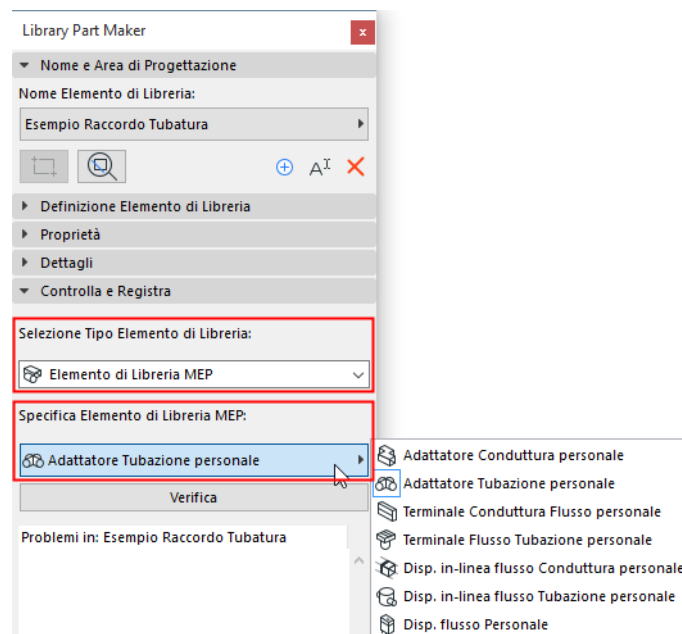 Library Part Maker
x
Nome e Area di Progettazione
Nome Elemento di Libreria:
Esempio Raccordo Tubatura
Definizione Elemento di Libreria
Proprietà
Dettagli
Controlla e Registra
Selezione Tipo Elemento di Libreria:
Elemento di Libreria MEP
Specifica Elemento di Libreria MEP:
Adattatore Tubazione personale
Verifica
Problemi in: Esempio Raccordo Tubatura
Adattatore Conduttura personale
Adattatore Tubazione personale
Terminale Conduttura Flusso personale
Terminale Flusso Tubazione personale
Disp. in-linea flusso Conduttura personale
Disp. in-linea flusso Tubazione personale
Disp. flusso Personale